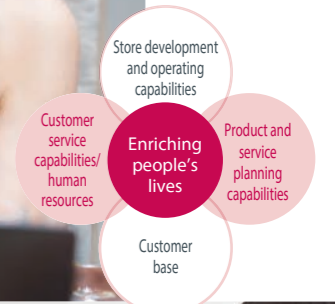 Store development
and operating
capabilities
Customer
service
capabilities/
human
resources
Enriching
people's
lives
Product and
service
planning
capabilities
Customer
base